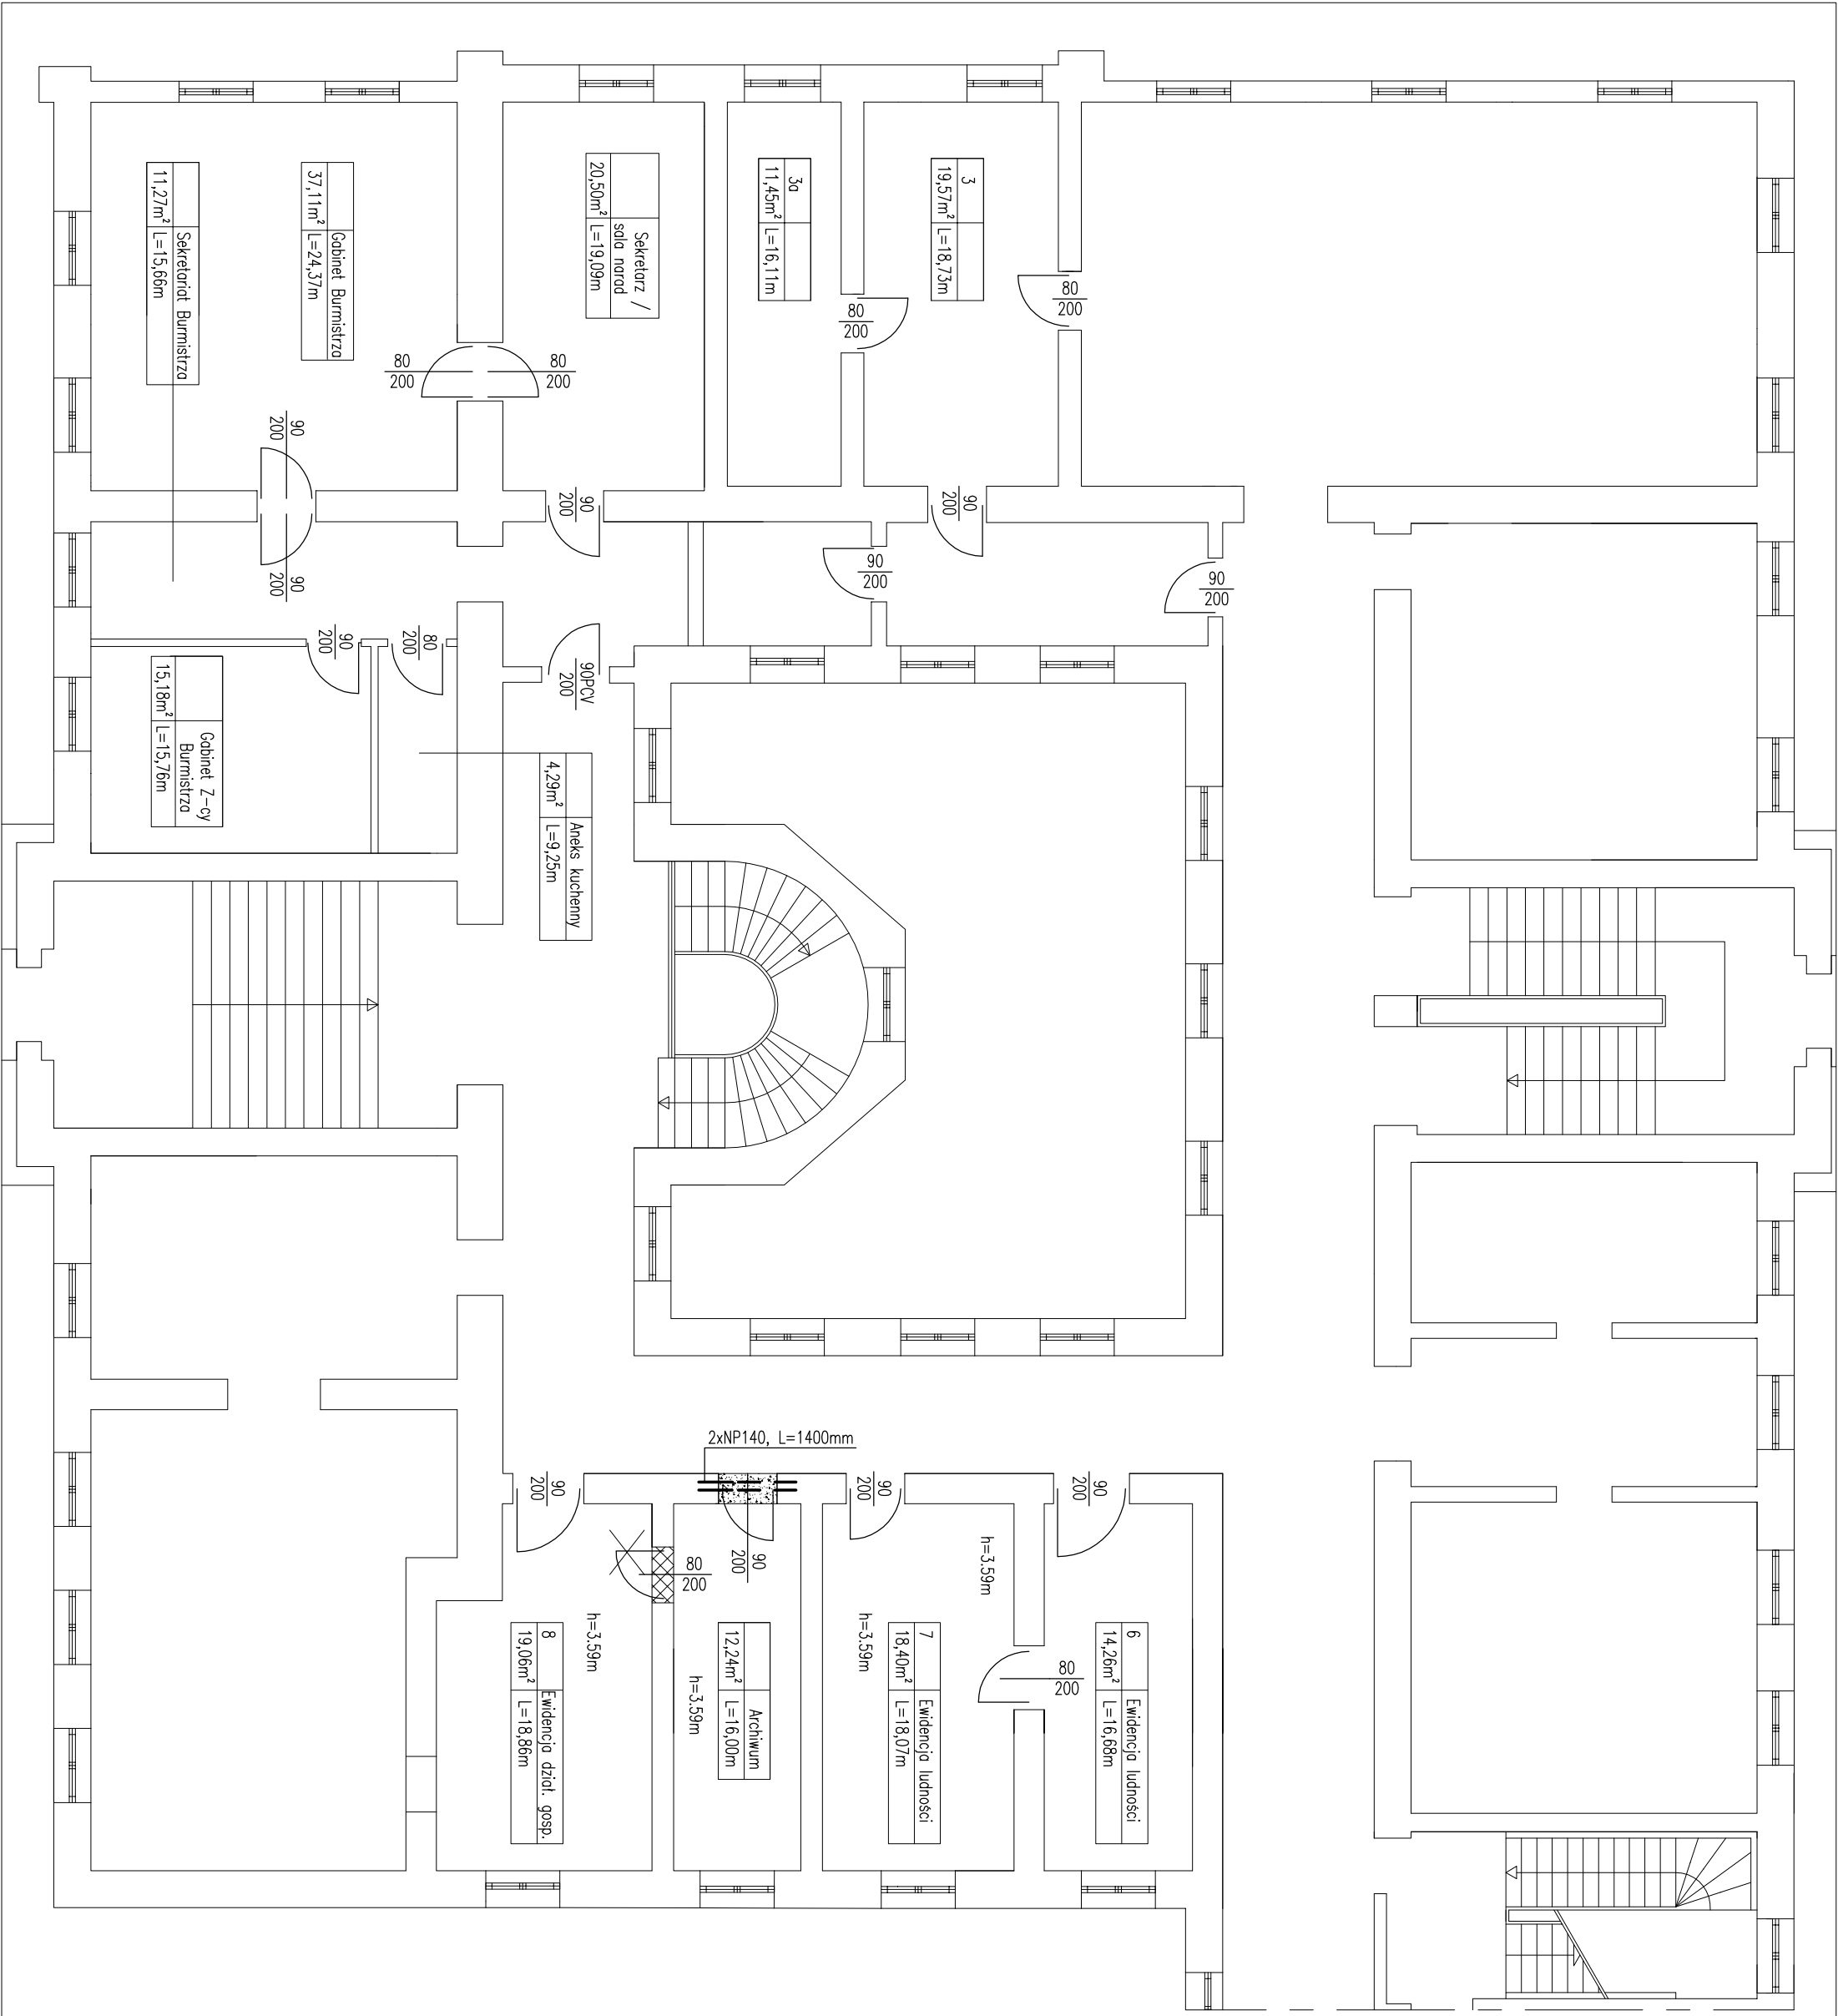 Sekretariat Burmistrza
11,27m² L=15,66m
Gabinet Burmistrza
37,11m² L=24,37m
Sekretarz /
sala narad
20,50m² L=19,09m
3a
11,45m² L=16,11m
3
19,57m² L=18,73m
80
200
80
200
80
200
80
200
90
200
90
200
90
200
90
200
90
200
90
200
90
200
80
200
90PCV
200
Gabinet Z-cy
Burmistrza
15,18m² L=15,76m
Aneks kuchenny
4,29m² L=9,25m
2xNP140, L=1400mm
90
200
90
200
90
200
90
200
80
200
80
200
h=3.59m
h=3.59m
h=3.59m
h=3.59m
8 Ewidencja dział. gosp.
19,06m² L=18,86m
Archiwum
12,24m² L=16,00m
7 Ewidencja ludności
18,40m² L=18,07m
6 Ewidencja ludności
14,26m² L=16,68m